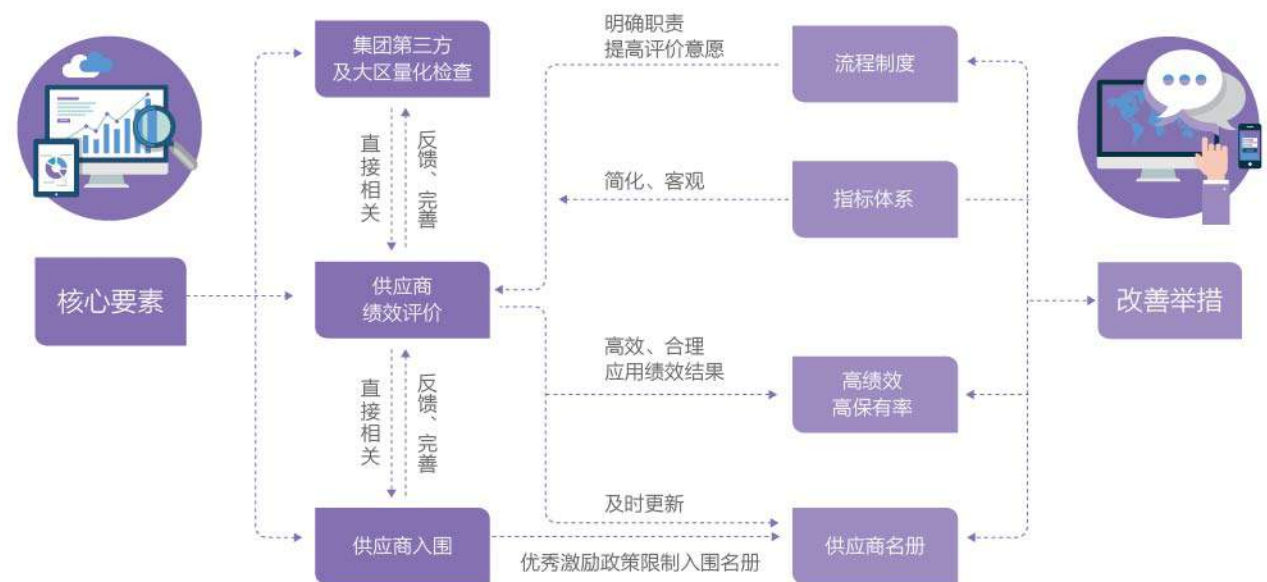 集团第三方
及大区量化检查
明确职责
提高评价意愿
流程制度
直接相关
反馈、完善
简化、客观
指标体系
核心要素
供应商
绩效评价
改善举措
高效、合理
应用绩效结果
高绩效
高保有率
直接相关
反馈、完善
及时更新
供应商入围
优秀激励政策限制入围名册
供应商名册